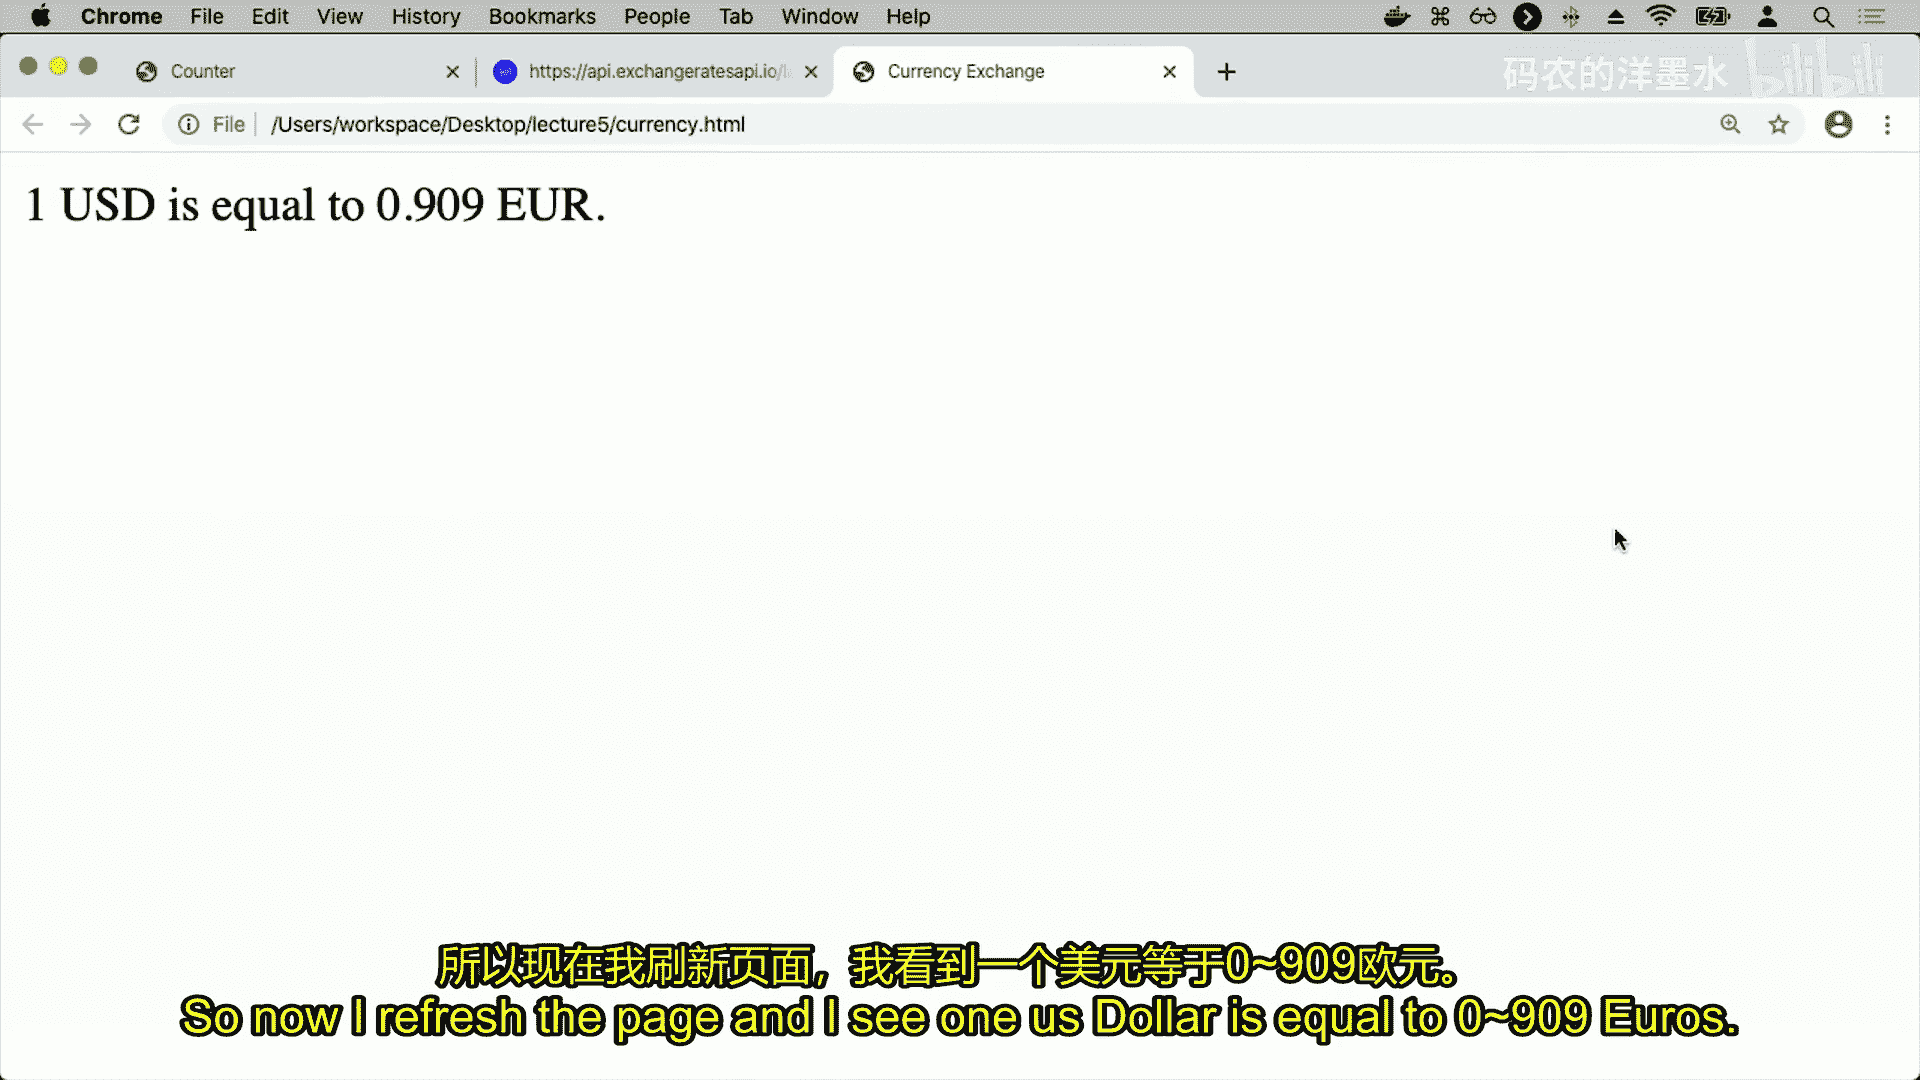 Chrome File Edit View History Bookmarks People Tab Window Help
Counter https://api.exchangeratesapi.io/ Currency Exchange
码农的洋墨水 bilibili
File /Users/workspace/Desktop/lecture5/currency.html
1 USD is equal to 0.909 EUR.
所以现在我刷新页面，我看到一个美元等于0~909欧元。
So now I refresh the page and I see one us Dollar is equal to 0~909 Euros.